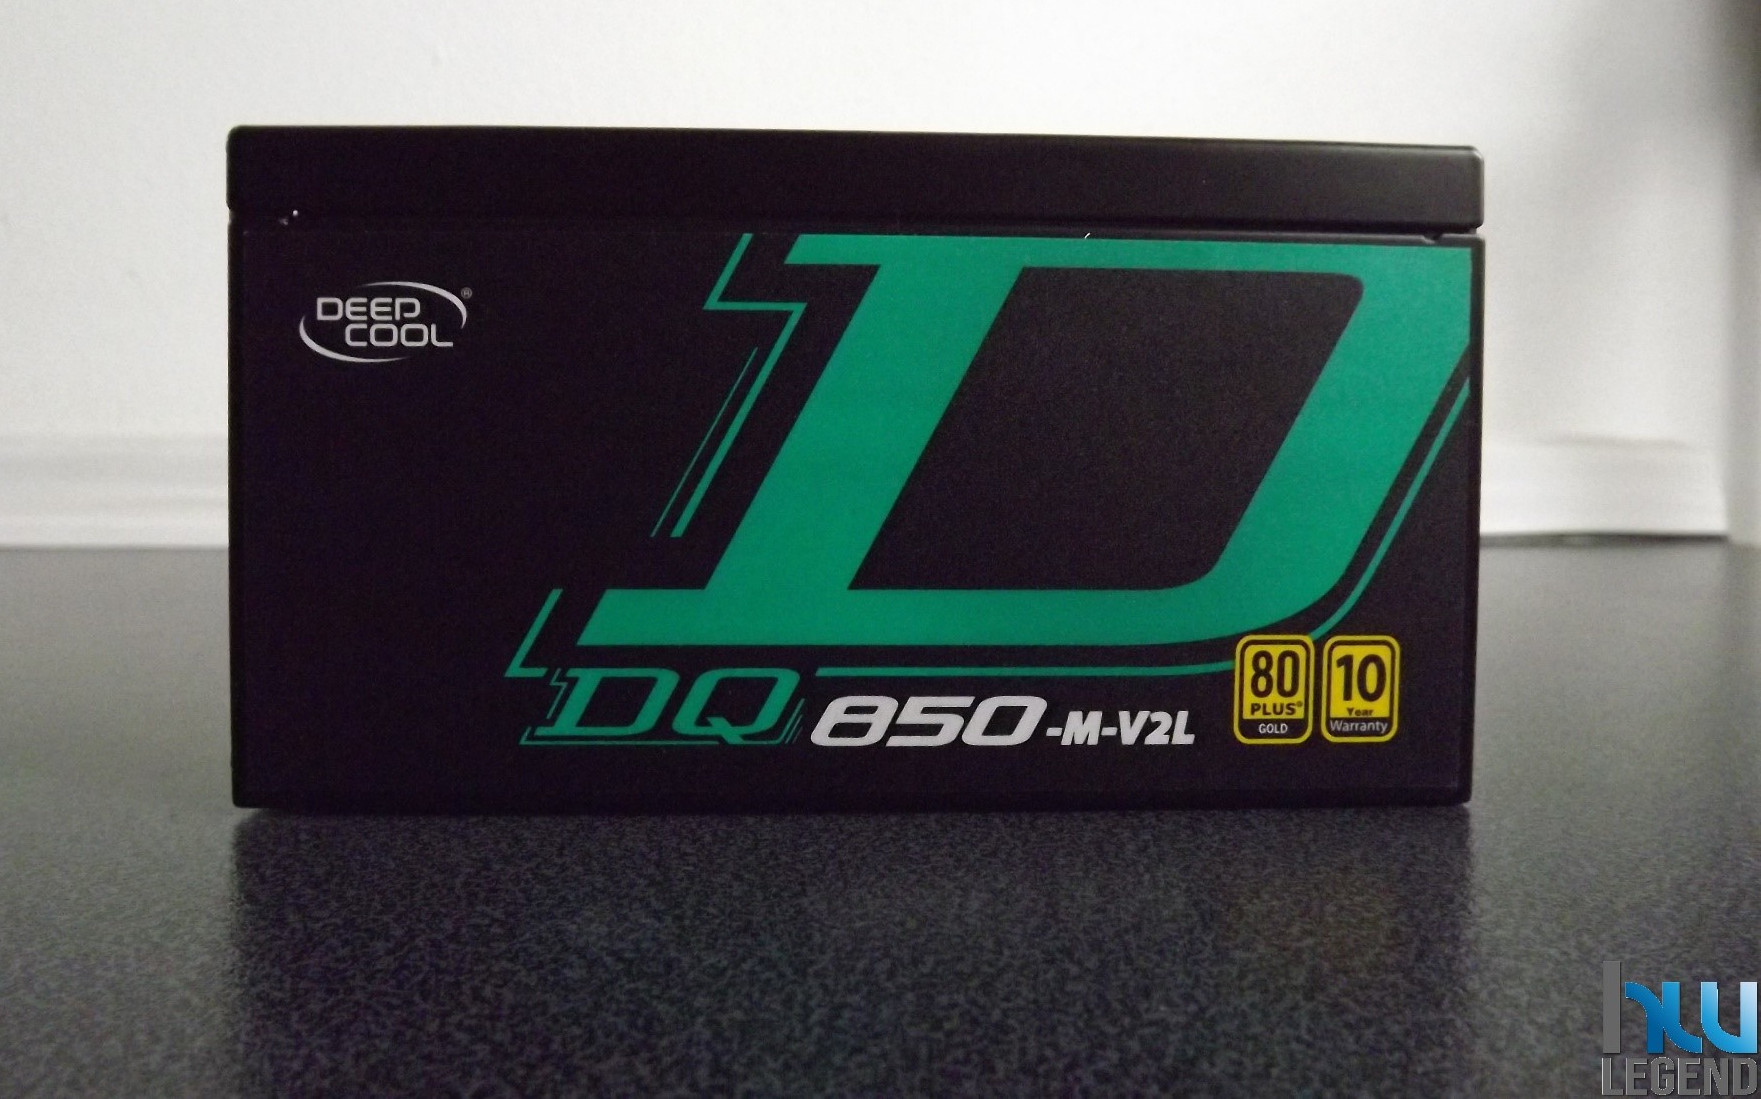 DEEP
COOL®
D
DQ 850-M-V2L
80
PLUS®
GOLD
10
Year
Warranty
LEGEND